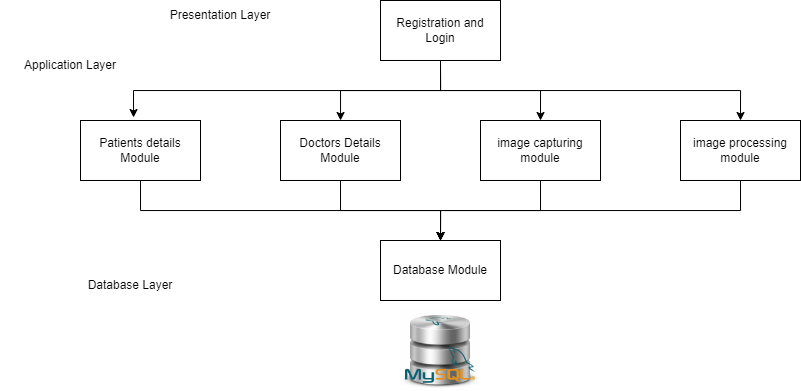 Presentation Layer
Registration and
Login
Application Layer
Patients details
Module
Doctors Details
Module
image capturing
module
image processing
module
Database Module
Database Layer
MySQL